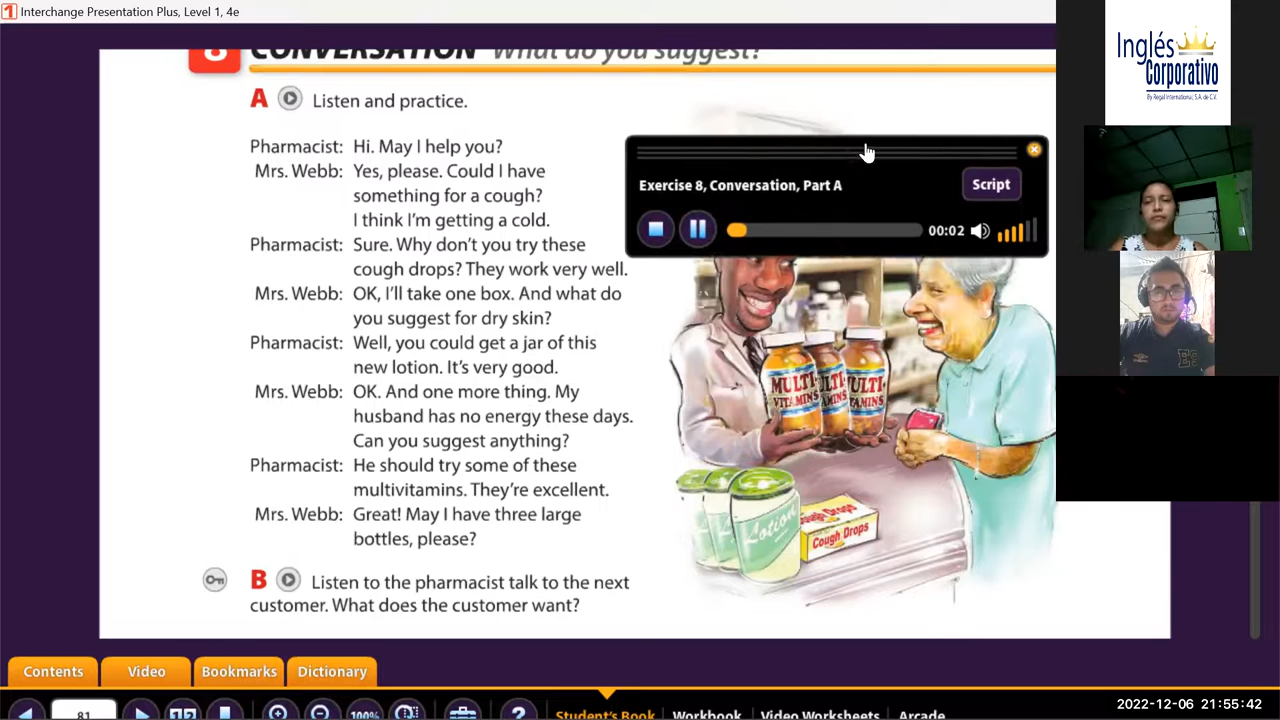 Interchange Presentation Plus, Level 1, 4e
8 CONVERSATION What do you suggest?
A Listen and practice.
Pharmacist: Hi. May I help you?
Mrs. Webb: Yes, please. Could I have
something for a cough?
I think I'm getting a cold.
Pharmacist: Sure. Why don't you try these
cough drops? They work very well.
Mrs. Webb: OK, I'll take one box. And what do
you suggest for dry skin?
Pharmacist: Well, you could get a jar of this
new lotion. It's very good.
Mrs. Webb: OK. And one more thing. My
husband has no energy these days.
Can you suggest anything?
Pharmacist: He should try some of these
multivitamins. They're excellent.
Mrs. Webb: Great! May I have three large
bottles, please?
B Listen to the pharmacist talk to the next
customer. What does the customer want?
Exercise 8, Conversation, Part A
Script
00:02
MULTI
VITAMINS
MULTI
VITAMINS
Lotion
Cough Drops
Cough Drops
Inglés
Corporativo
By Regal International, S.A. de C.V.
Contents
Video
Bookmarks
Dictionary
81
100%
?
Student's Book
Workbook
Video Worksheets
Arcade
2022-12-06 21:55:42